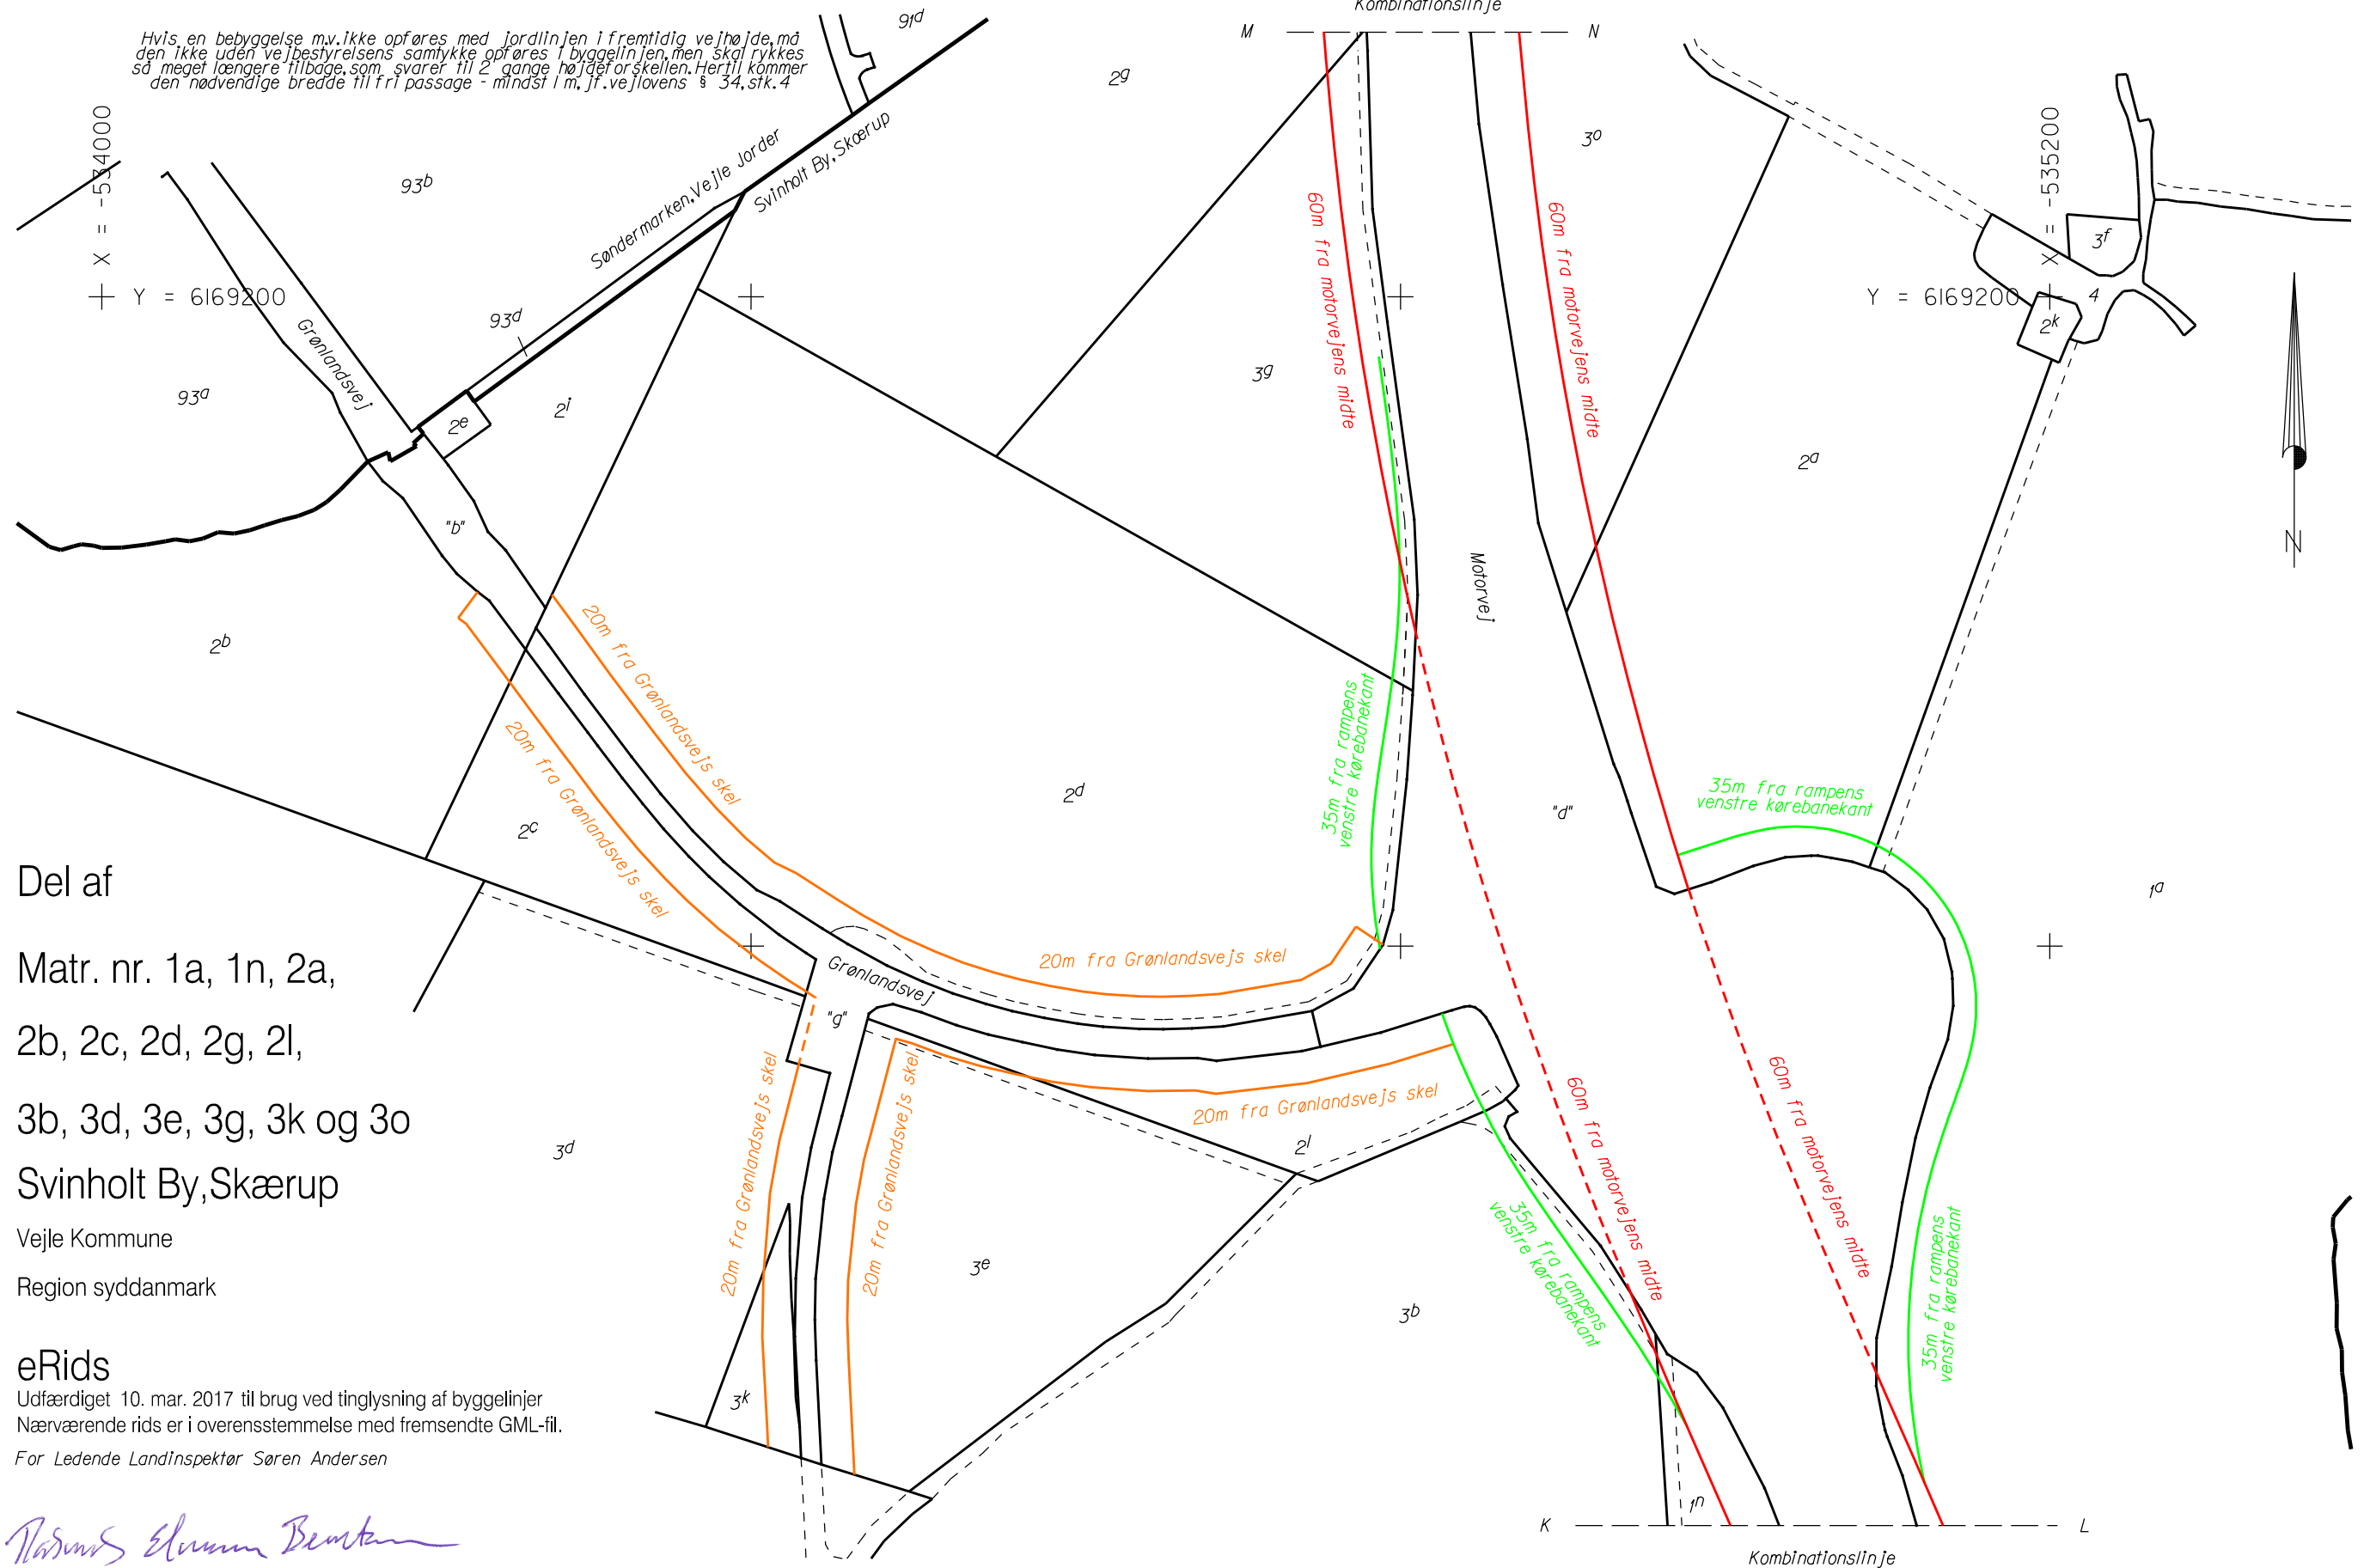 Kombinationslinje
M
N
91d
Hvis en bebyggelse m.v. ikke opføres med jordlinjen i fremtidig vejhøjde, må
den ikke uden vejbestyrelsens samtykke opføres i byggelinjen, men skal rykkes
så meget længere tilbage, som svarer til 2 gange højdeforskellen. Hertil kommer
den nødvendige bredde til fri passage - mindst 1 m, jf. vejlovens § 34, stk. 4
2g
3o
X = -534000
X = -535200
93b
Søndermarken, Vejle Jorder
Svinholt By, Skærup
60m fra motorvejens midte
60m fra motorvejens midte
3f
Y = 6169200
Y = 6169200
4
2k
Grønlandsvej
93d
93a
2e
2i
3g
2a
"b"
N
Motorvej
2b
20m fra Grønlandsvejs skel
20m fra Grønlandsvejs skel
35m fra rampens
venstre kørebanekant
2d
"d"
35m fra rampens
venstre kørebanekant
2c
1a
Del af
Matr. nr. 1a, 1n, 2a,
2b, 2c, 2d, 2g, 2l,
3b, 3d, 3e, 3g, 3k og 3o
Svinholt By,Skærup
Vejle Kommune
Region syddanmark
eRids
Udfærdiget 10. mar. 2017 til brug ved tinglysning af byggelinjer
Nærværende rids er i overensstemmelse med fremsendte GML-fil.
For Ledende Landinspektør Søren Andersen
20m fra Grønlandsvejs skel
Grønlandsvej
"g"
20m fra Grønlandsvejs skel
20m fra Grønlandsvejs skel
20m fra Grønlandsvejs skel
2l
3d
3e
3b
3k
60m fra motorvejens midte
60m fra motorvejens midte
35m fra rampens
venstre kørebanekant
35m fra rampens
venstre kørebanekant
1n
K
L
Kombinationslinje